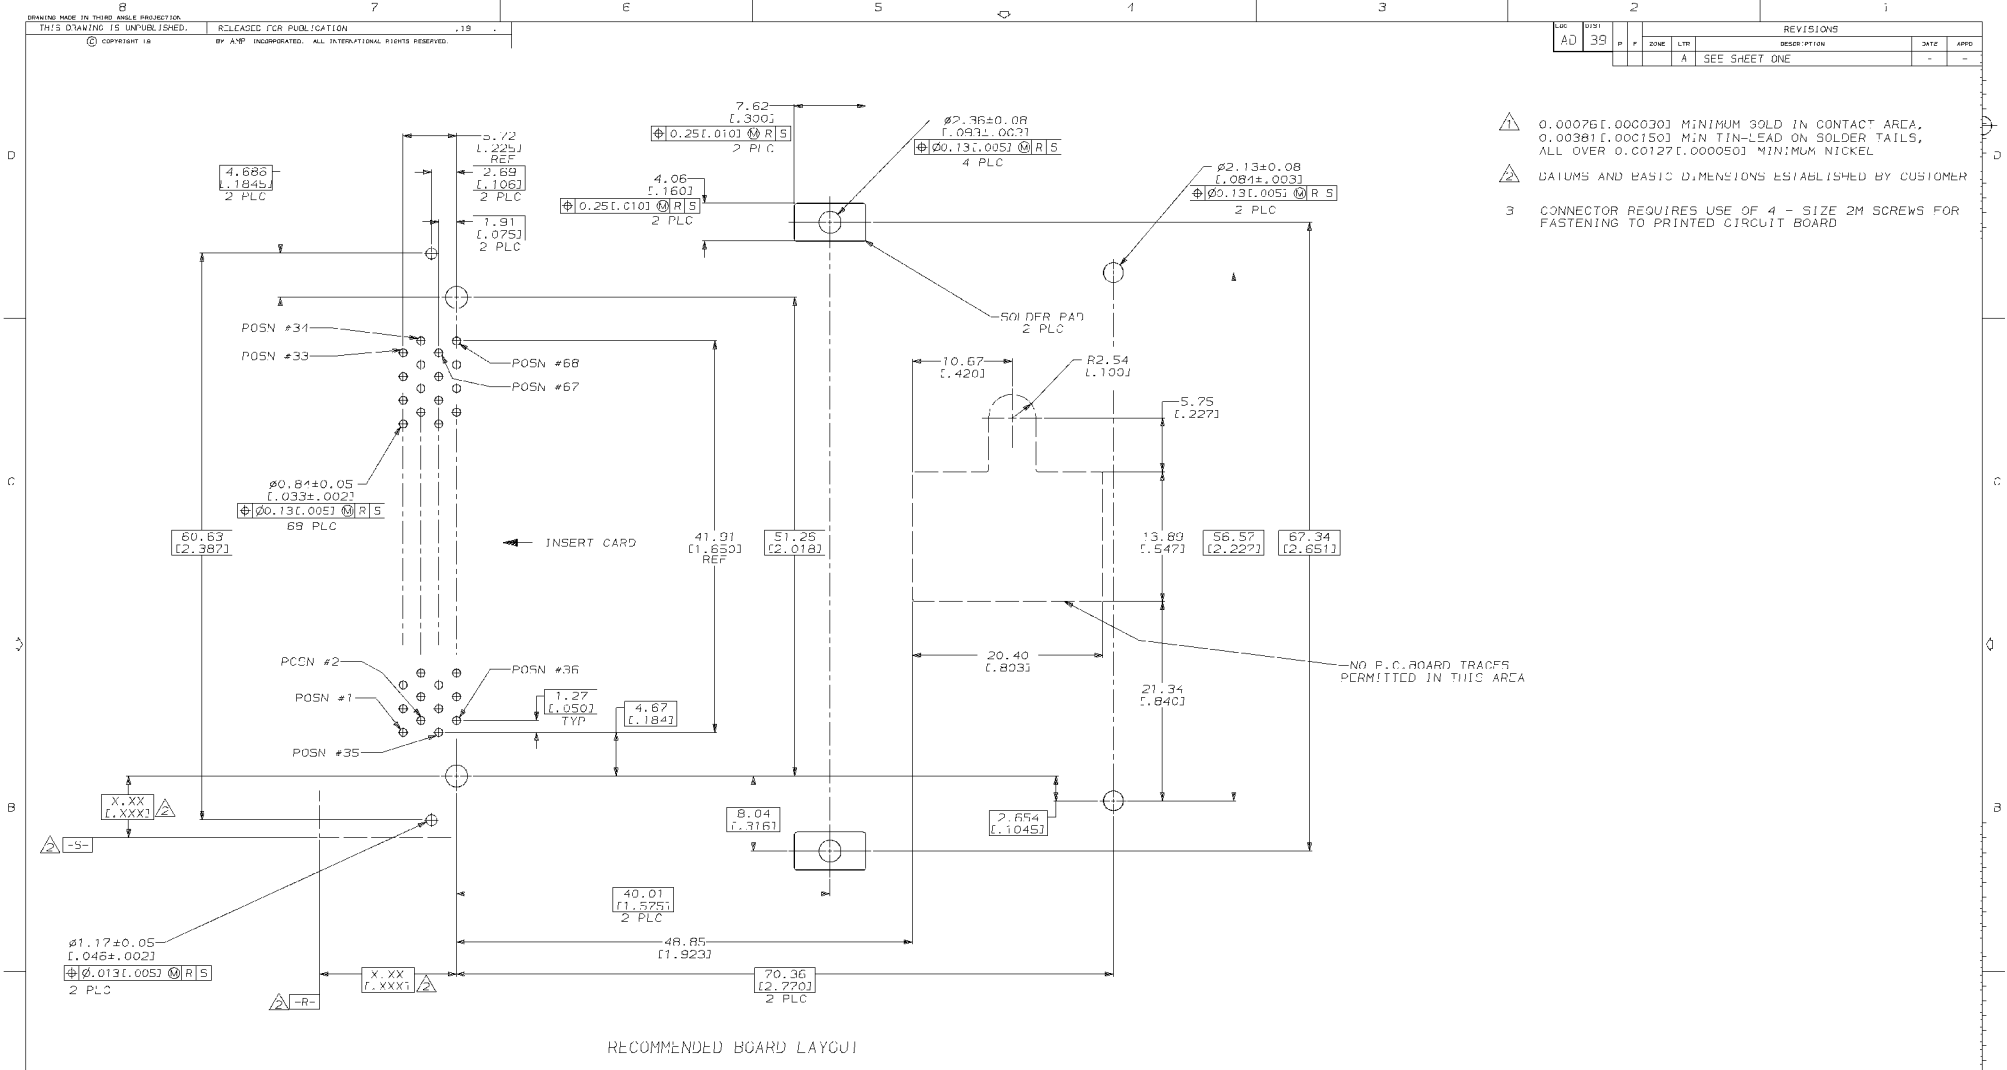 8 7 6 5 4 3 2 1
DRAWING MADE IN THIRD ANGLE PROJECTION
THIS DRAWING IS UNPUBLISHED.
RELEASED FOR PUBLICATION ,19 .
© COPYRIGHT 19
BY AMP INCORPORATED. ALL INTERNATIONAL RIGHTS RESERVED.
LOC DIST
AD 39
REVISIONS
P F ZONE LTR DESCRIPTION DATE APPD
A SEE SHEET ONE - -
D
C
B
D
C
B
1 0.00076[.000030] MINIMUM GOLD IN CONTACT AREA,
0.00381[.000150] MIN TIN-LEAD ON SOLDER TAILS,
ALL OVER 0.00127[.000050] MINIMUM NICKEL
2 DATUMS AND BASIC DIMENSIONS ESTABLISHED BY CUSTOMER
3 CONNECTOR REQUIRES USE OF 4 - SIZE 2M SCREWS FOR
FASTENING TO PRINTED CIRCUIT BOARD
5.72
[.225]
REF
4.686
[.1845]
2 PLC
2.69
[.106]
2 PLC
1.91
[.075]
2 PLC
7.62
[.300]
⌖ 0.25[.010] Ⓜ R S
2 PLC
4.06
[.160]
⌖ 0.25[.010] Ⓜ R S
2 PLC
ø2.36±0.08
[.093±.003]
⌖ Ø0.13[.005] Ⓜ R S
4 PLC
ø2.13±0.08
[.084±.003]
⌖ Ø0.13[.005] Ⓜ R S
2 PLC
SOLDER PAD
2 PLC
POSN #34
POSN #33
POSN #68
POSN #67
10.67
[.420]
R2.54
[.100]
5.75
[.227]
ø0.84±0.05
[.033±.002]
⌖ Ø0.13[.005] Ⓜ R S
68 PLC
60.63
[2.387]
INSERT CARD
41.91
[1.650]
REF
51.26
[2.018]
13.89
[.547]
56.57
[2.227]
67.34
[2.651]
20.40
[.803]
NO P.C.BOARD TRACES
PERMITTED IN THIS AREA
21.34
[.840]
POSN #2
POSN #1
POSN #36
POSN #35
1.27
[.050]
TYP
4.67
[.184]
X.XX
[.XXX] 2
2 -S-
8.04
[.316]
2.654
[.1045]
40.01
[1.575]
2 PLC
48.85
[1.923]
ø1.17±0.05
[.046±.002]
⌖ Ø.013[.005] Ⓜ R S
2 PLC
X.XX
[.XXX] 2
2 -R-
70.36
[2.770]
2 PLC
RECOMMENDED BOARD LAYOUT